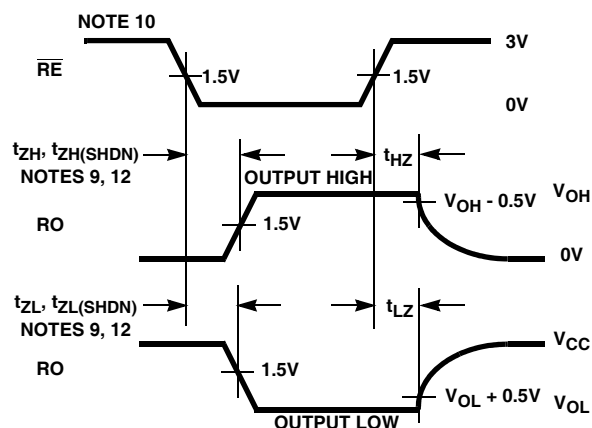 NOTE 10
3V
RE
1.5V
1.5V
0V
tZH, tZH(SHDN)
NOTES 9, 12
tHZ
OUTPUT HIGH
VOH - 0.5V
VOH
RO
1.5V
0V
tZL, tZL(SHDN)
NOTES 9, 12
tLZ
VCC
RO
1.5V
VOL + 0.5V
VOL
OUTPUT LOW